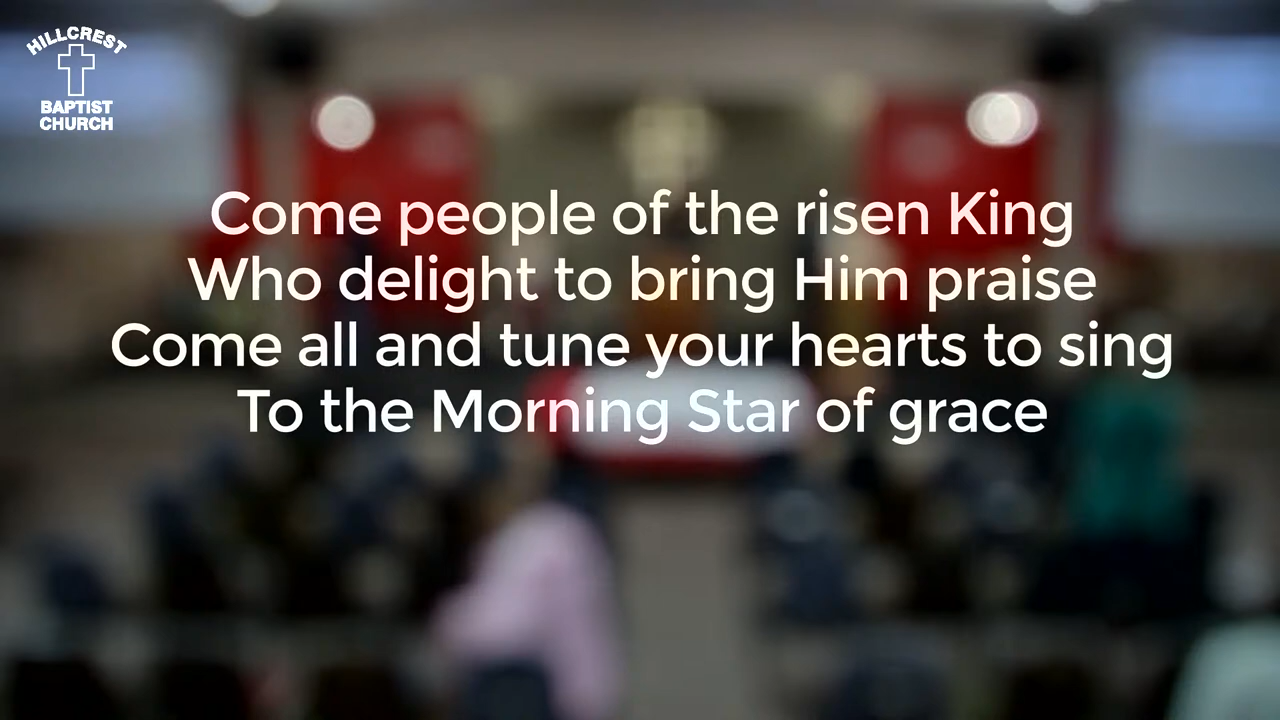 HILLCREST
BAPTIST
CHURCH
Come people of the risen King
Who delight to bring Him praise
Come all and tune your hearts to sing
To the Morning Star of grace